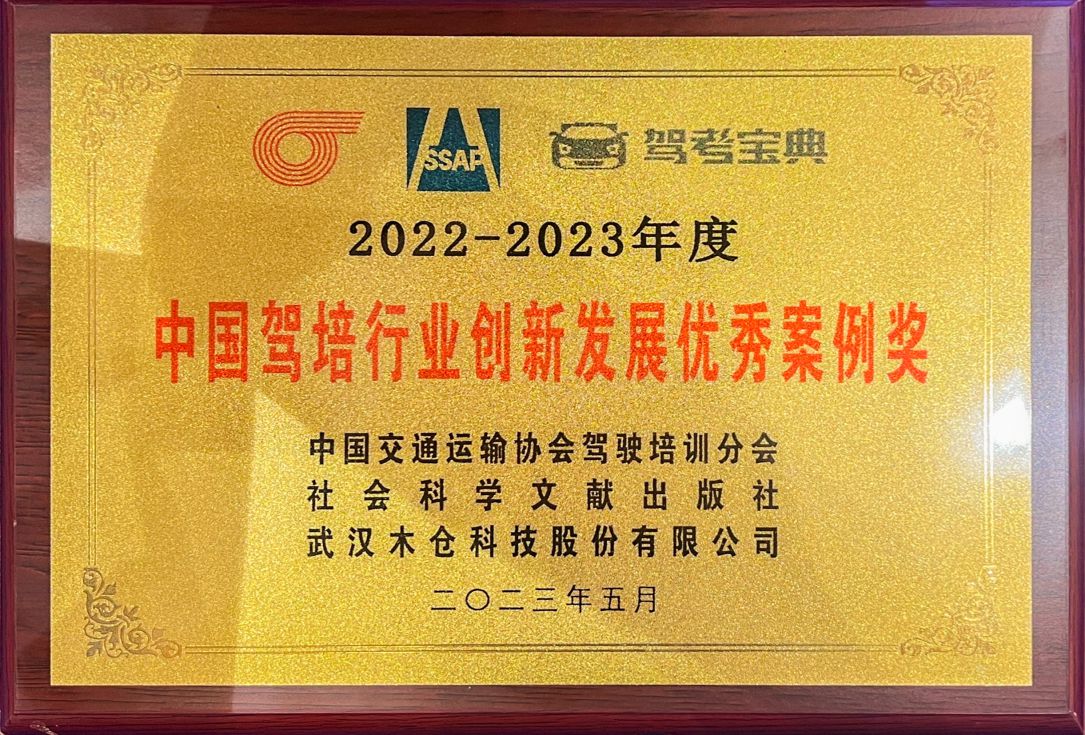 SSAP 驾考宝典
2022-2023年度
中国驾培行业创新发展优秀案例奖
中国交通运输协会驾驶培训分会
社会科学文献出版社
武汉木仓科技股份有限公司
二〇二三年五月